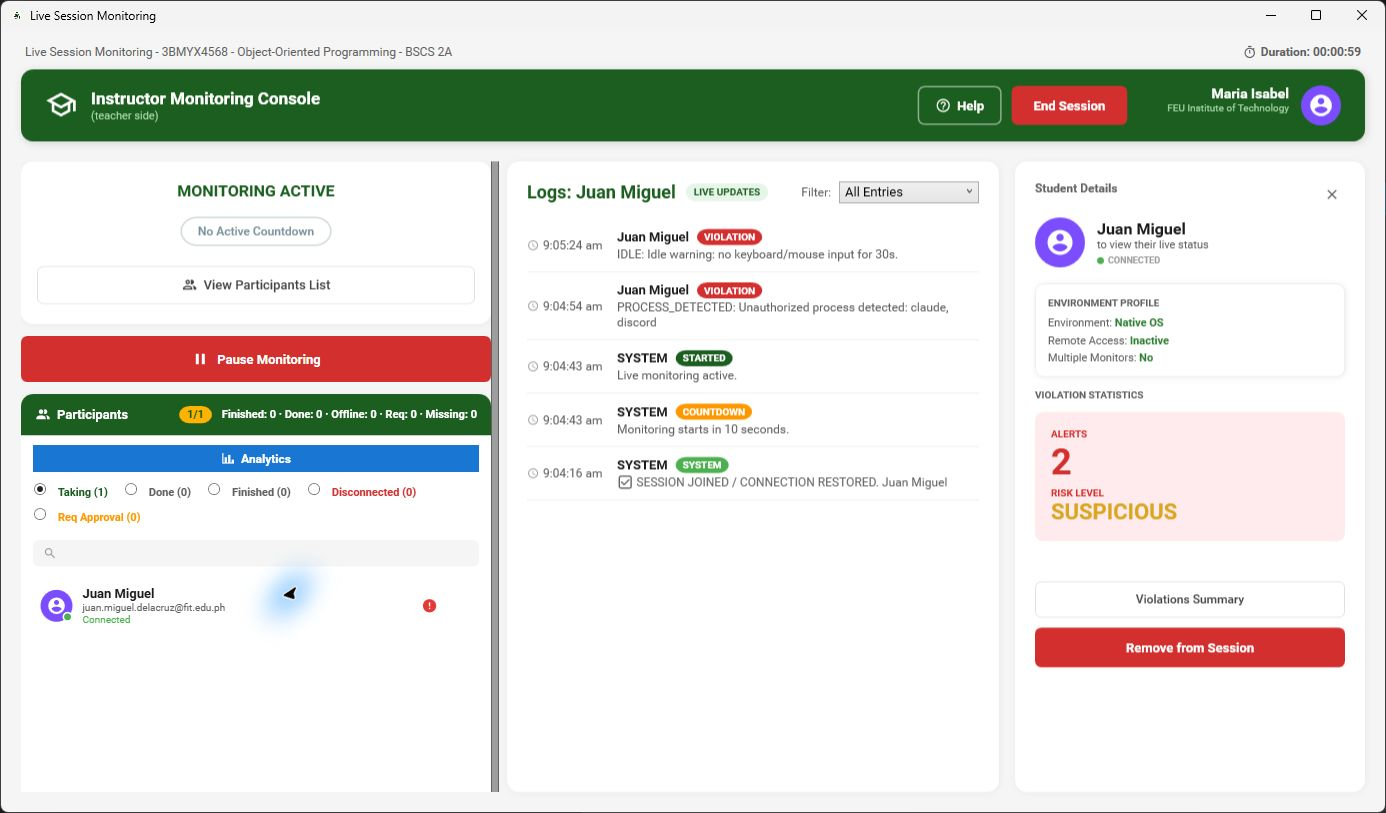 Live Session Monitoring
Live Session Monitoring - 3BMYX4568 - Object-Oriented Programming - BSCS 2A
Duration: 00:00:59
Instructor Monitoring Console
(teacher side)
Help
End Session
Maria Isabel
FEU Institute of Technology
MONITORING ACTIVE
No Active Countdown
View Participants List
Pause Monitoring
Participants
1/1
Finished: 0 · Done: 0 · Offline: 0 · Req: 0 · Missing: 0
Analytics
Taking (1)
Done (0)
Finished (0)
Disconnected (0)
Req Approval (0)
Juan Miguel
juan.miguel.delacruz@fit.edu.ph
Connected
Logs: Juan Miguel
LIVE UPDATES
Filter:
All Entries
9:05:24 am
Juan Miguel VIOLATION
IDLE: Idle warning: no keyboard/mouse input for 30s.
9:04:54 am
Juan Miguel VIOLATION
PROCESS_DETECTED: Unauthorized process detected: claude,
discord
9:04:43 am
SYSTEM STARTED
Live monitoring active.
9:04:43 am
SYSTEM COUNTDOWN
Monitoring starts in 10 seconds.
9:04:16 am
SYSTEM SYSTEM
SESSION JOINED / CONNECTION RESTORED. Juan Miguel
Student Details
Juan Miguel
to view their live status
CONNECTED
ENVIRONMENT PROFILE
Environment: Native OS
Remote Access: Inactive
Multiple Monitors: No
VIOLATION STATISTICS
ALERTS
2
RISK LEVEL
SUSPICIOUS
Violations Summary
Remove from Session